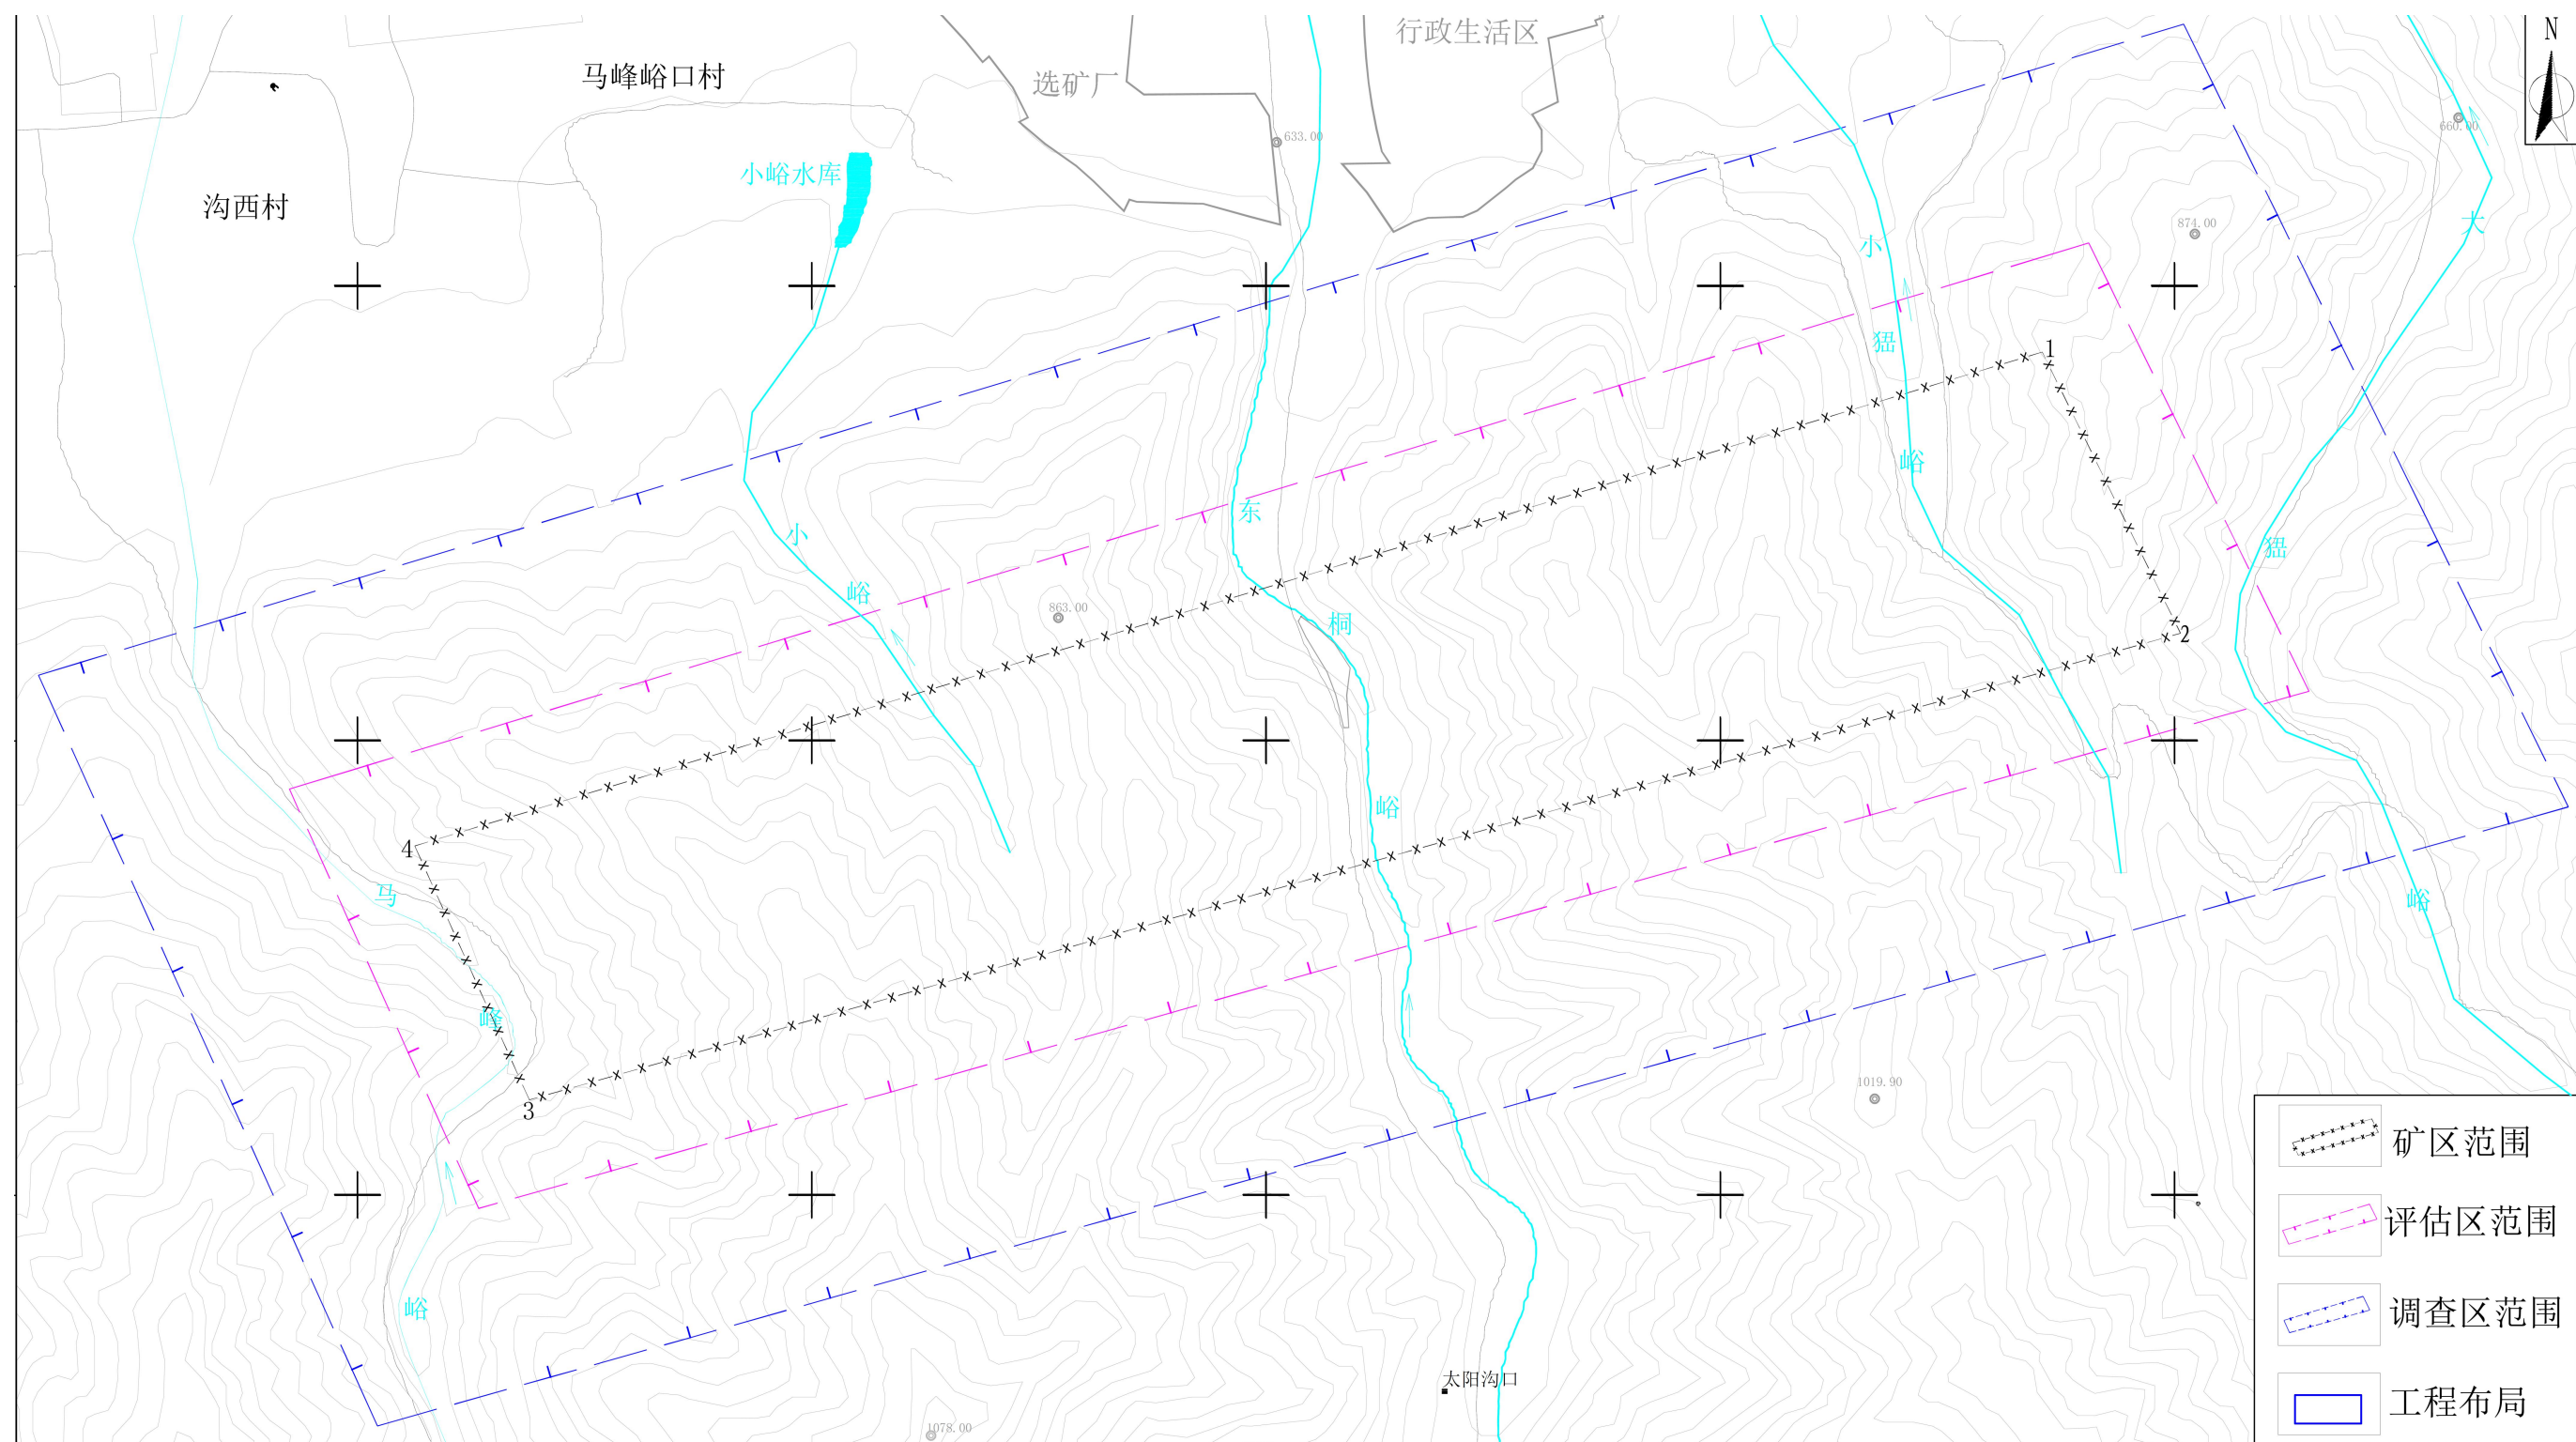 行政生活区
N
马峰峪口村
选矿厂
633.00
660.00
小峪水库
沟西村
874.00
大
小
1
峪
东
小
峪
863.00
桐
2
峪
4
马
峪
峰
1019.90
3
矿区范围
评估区范围
峪
调查区范围
太阳沟口
工程布局
1078.00